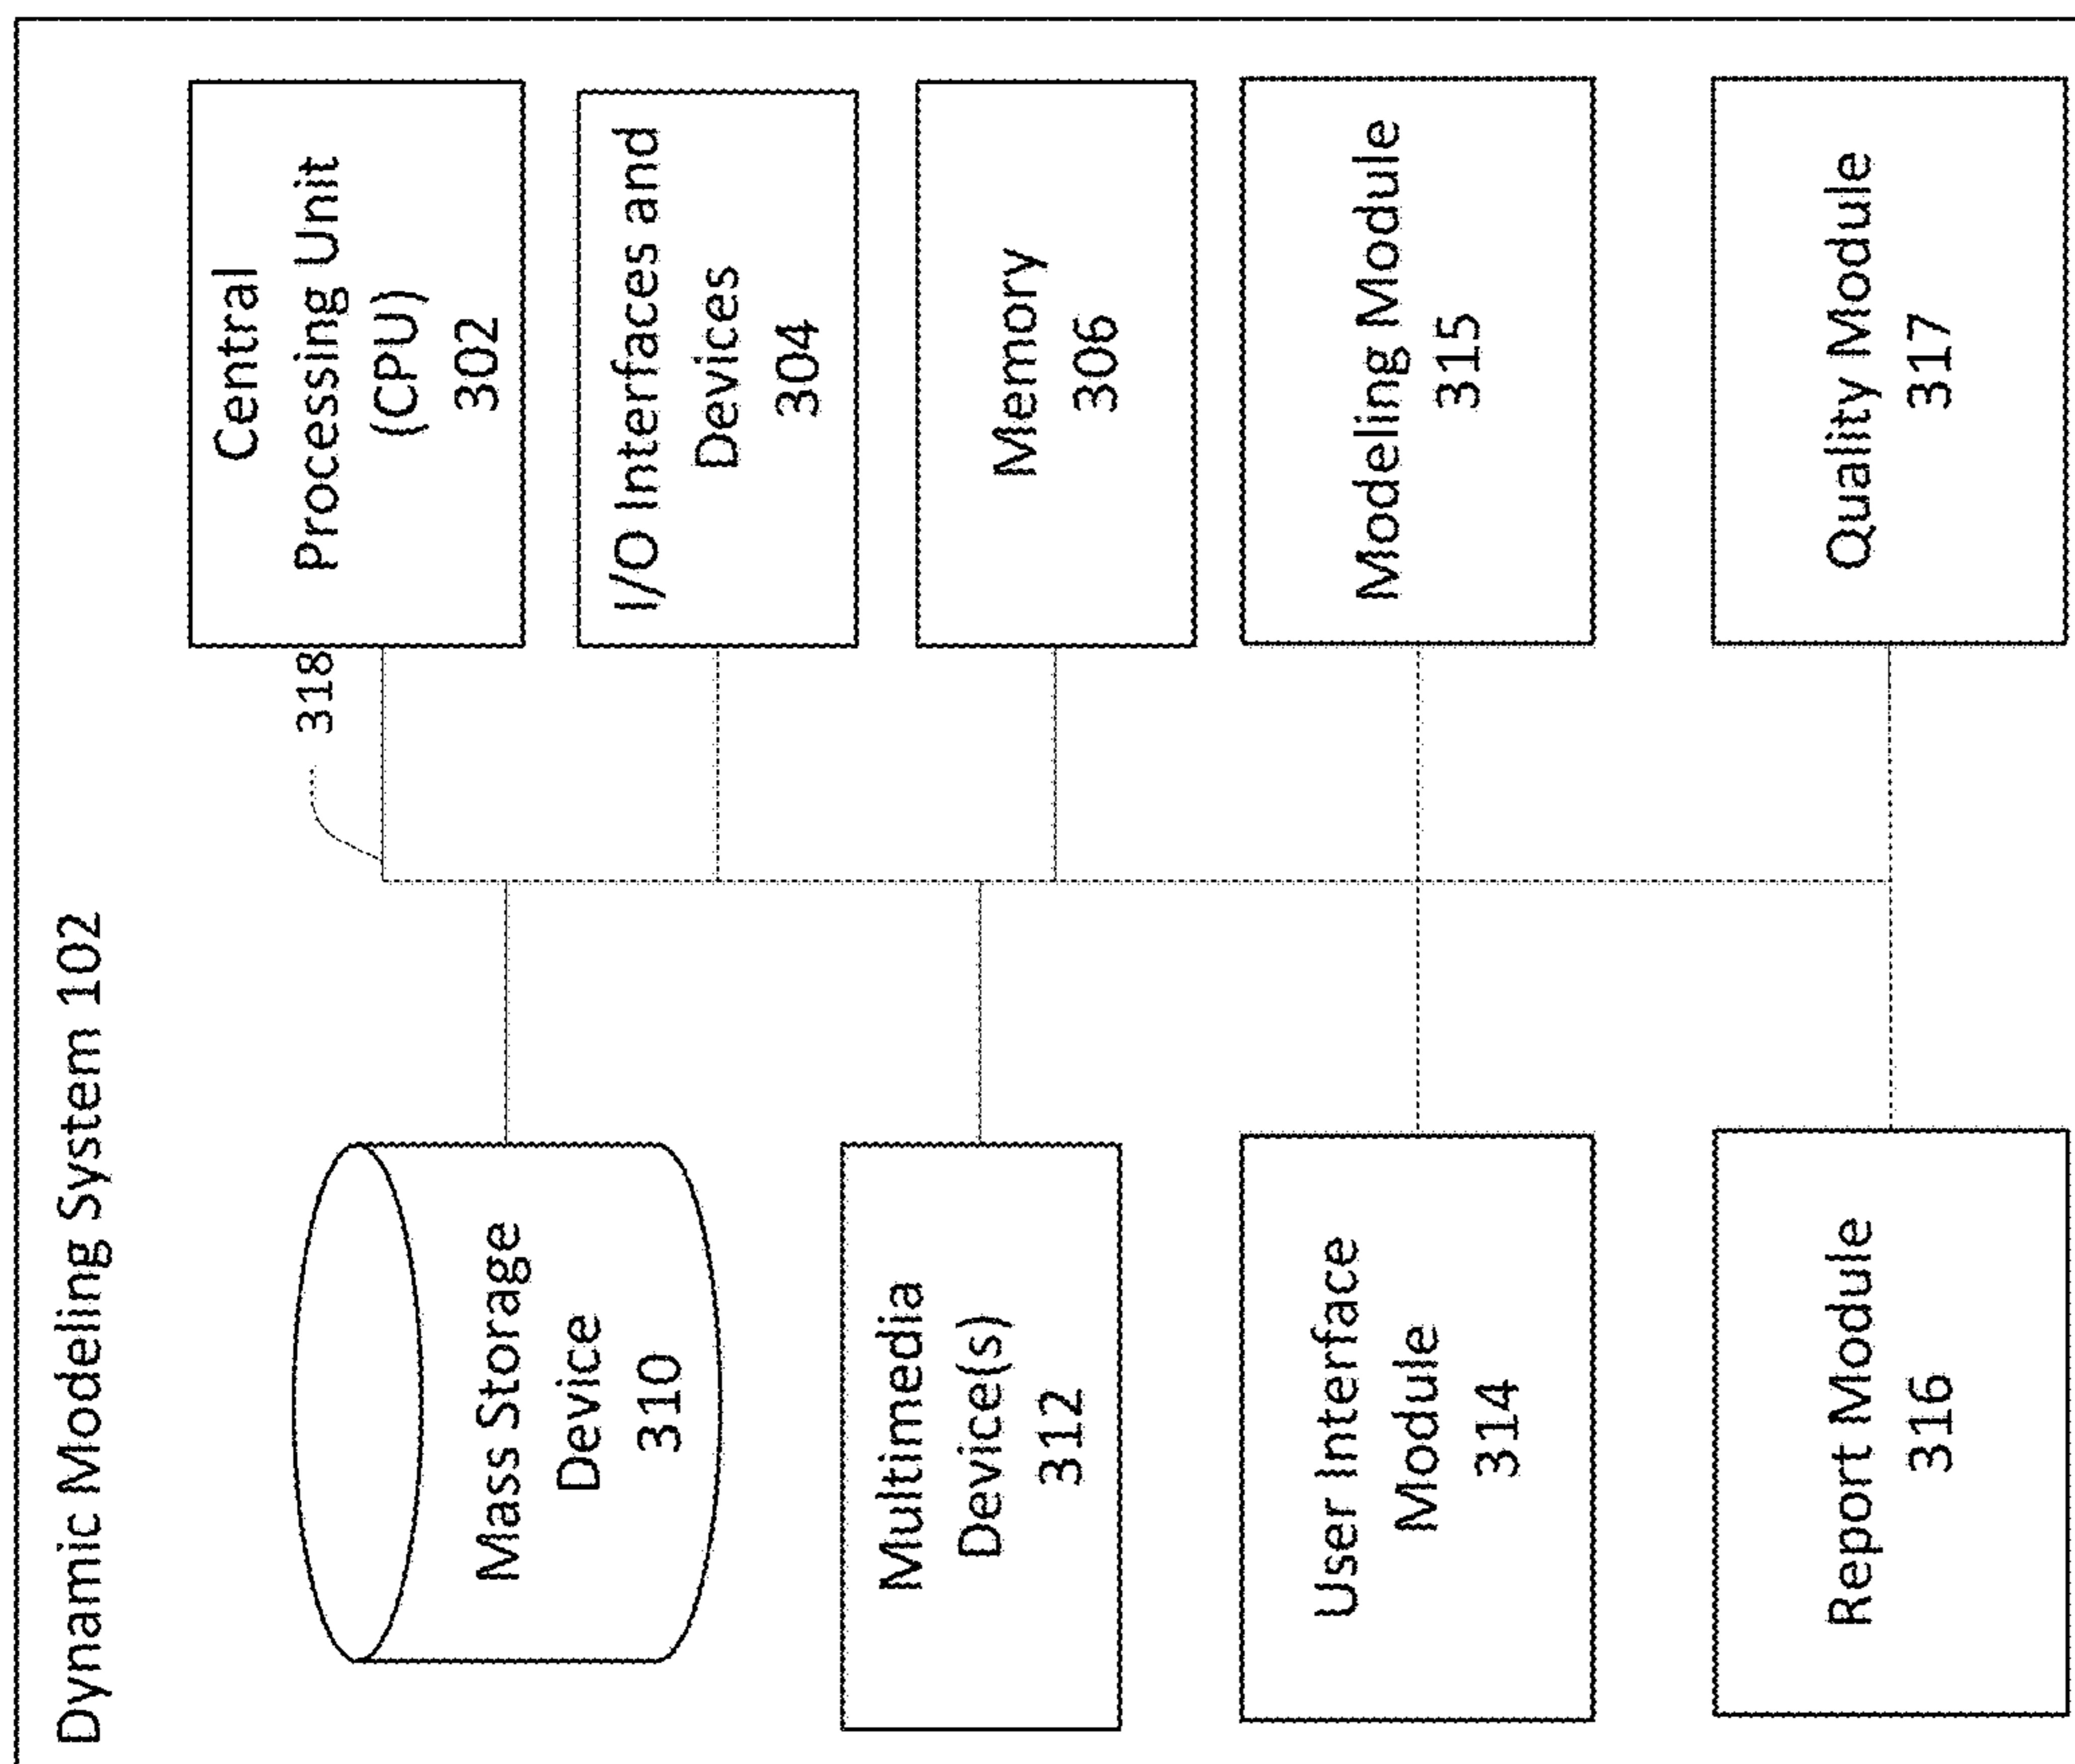 Dynamic Modeling System 102
Mass Storage
Device
310
Multimedia
Device(s)
312
User Interface
Module
314
Report Module
316
318
Central
Processing Unit
(CPU)
302
I/O Interfaces and
Devices
304
Memory
306
Modeling Module
315
Quality Module
317